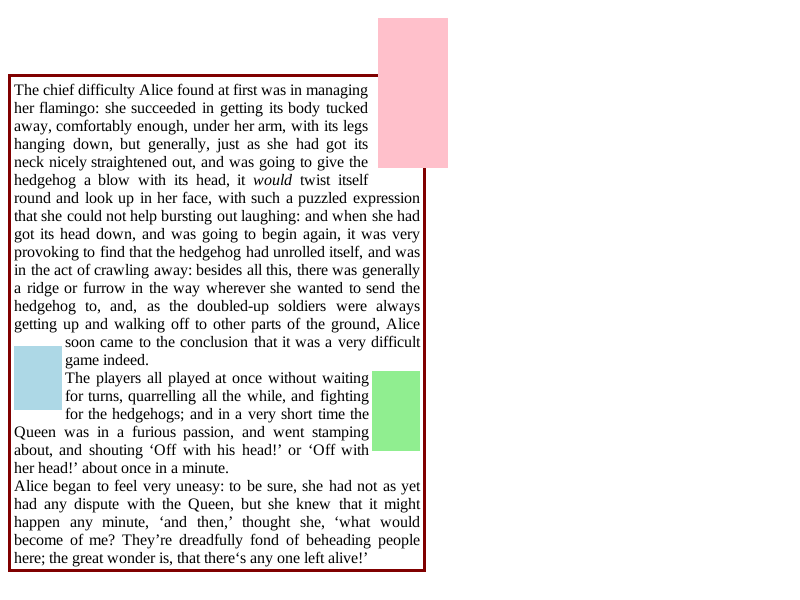 The chief difficulty Alice found at first was in managing
her flamingo: she succeeded in getting its body tucked
away, comfortably enough, under her arm, with its legs
hanging down, but generally, just as she had got its
neck nicely straightened out, and was going to give the
hedgehog a blow with its head, it would twist itself
round and look up in her face, with such a puzzled expression
that she could not help bursting out laughing: and when she had
got its head down, and was going to begin again, it was very
provoking to find that the hedgehog had unrolled itself, and was
in the act of crawling away: besides all this, there was generally
a ridge or furrow in the way wherever she wanted to send the
hedgehog to, and, as the doubled-up soldiers were always
getting up and walking off to other parts of the ground, Alice
soon came to the conclusion that it was a very difficult
game indeed.
The players all played at once without waiting
for turns, quarrelling all the while, and fighting
for the hedgehogs; and in a very short time the
Queen was in a furious passion, and went stamping
about, and shouting ‘Off with his head!’ or ‘Off with
her head!’ about once in a minute.
Alice began to feel very uneasy: to be sure, she had not as yet
had any dispute with the Queen, but she knew that it might
happen any minute, ‘and then,’ thought she, ‘what would
become of me? They’re dreadfully fond of beheading people
here; the great wonder is, that there‘s any one left alive!’